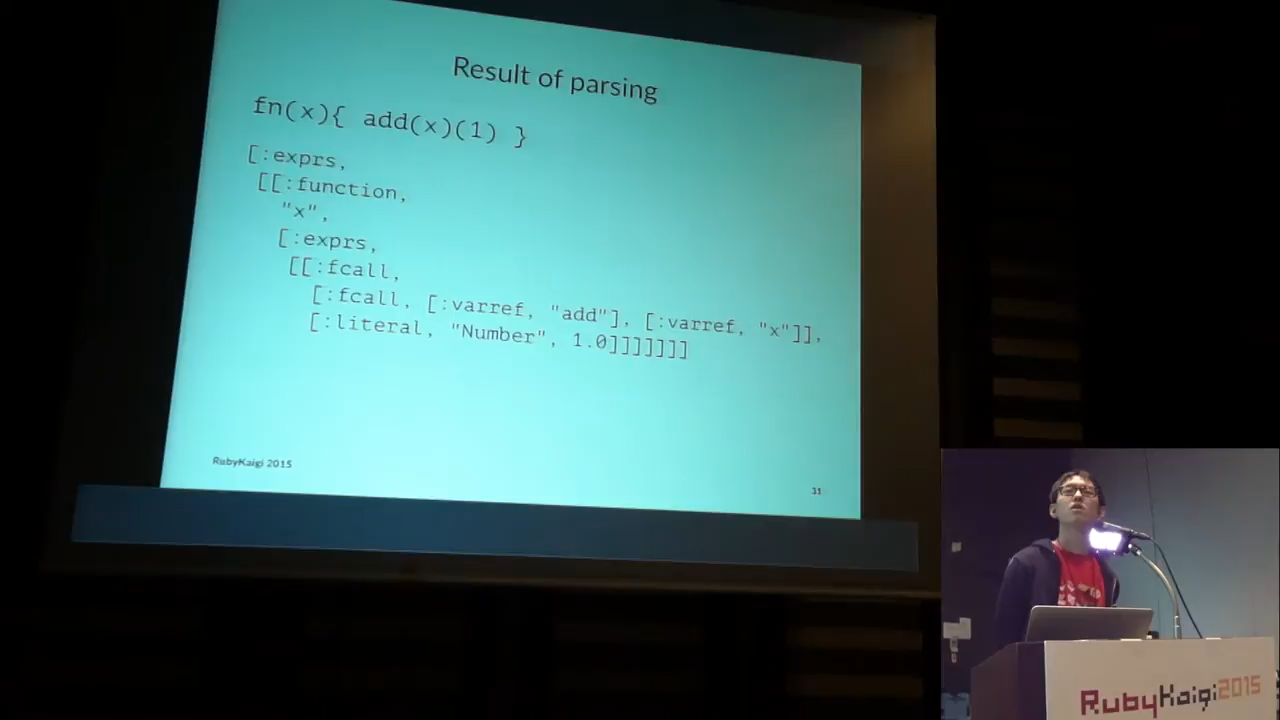 Result of parsing
fn(x){ add(x)(1) }
[:exprs,
[[:function,
"x",
[:exprs,
[[:fcall,
[:fcall, [:varref, "add"], [:varref, "x"]],
[:literal, "Number", 1.0]]]]]]]
RubyKaigi 2015
31
RubyKaigi2015